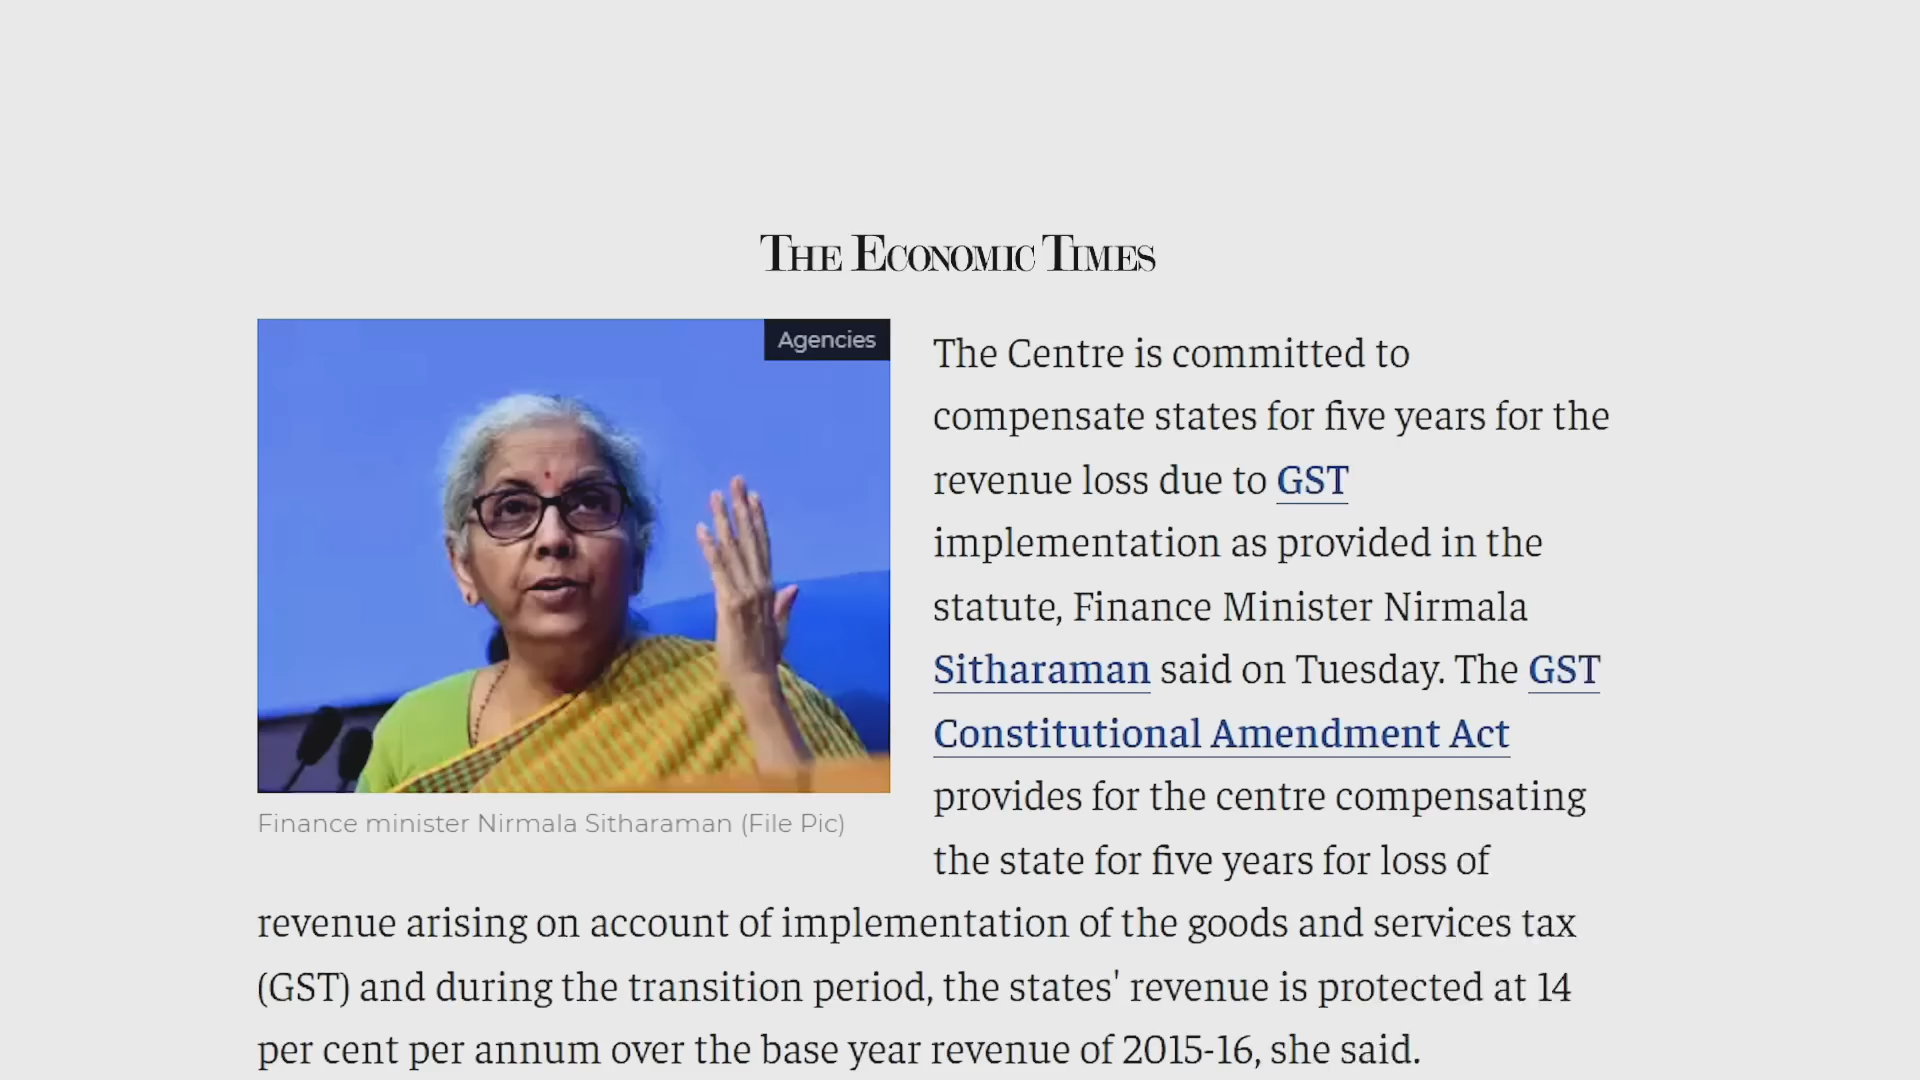 THE ECONOMIC TIMES
Agencies
Finance minister Nirmala Sitharaman (File Pic)
The Centre is committed to
compensate states for five years for the
revenue loss due to GST
implementation as provided in the
statute, Finance Minister Nirmala
Sitharaman said on Tuesday. The GST
Constitutional Amendment Act
provides for the centre compensating
the state for five years for loss of
revenue arising on account of implementation of the goods and services tax
(GST) and during the transition period, the states' revenue is protected at 14
per cent per annum over the base year revenue of 2015-16, she said.